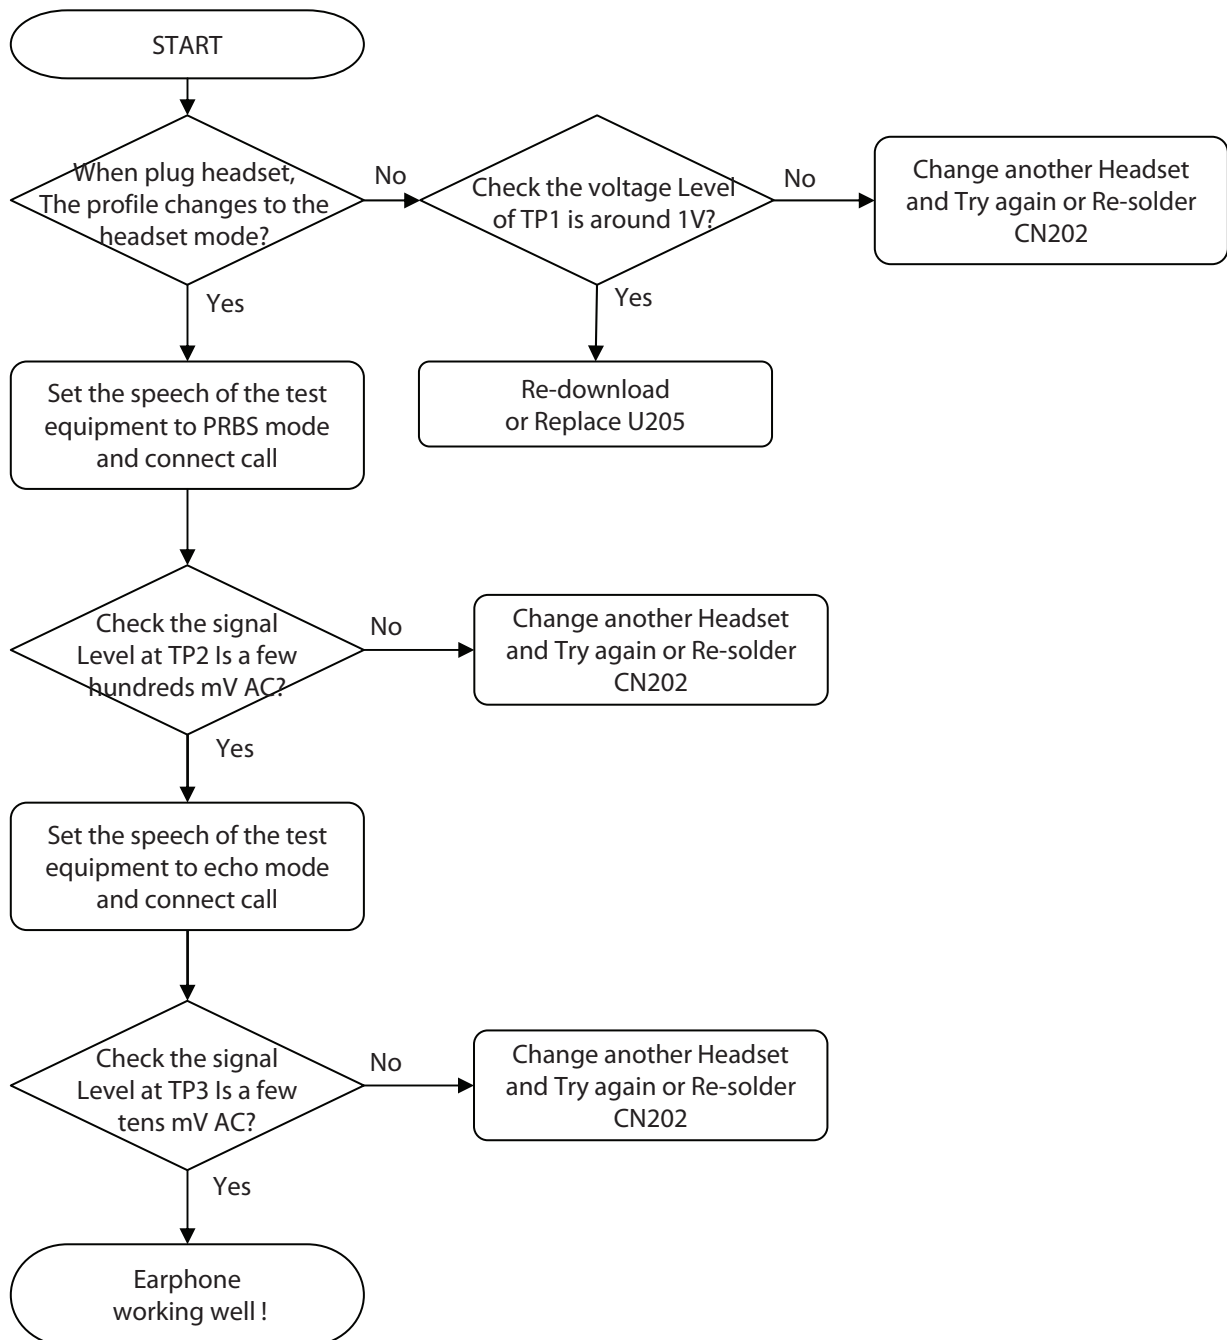 START
When plug headset,
The profile changes to the
headset mode?
No
Check the voltage Level
of TP1 is around 1V?
No
Change another Headset
and Try again or Re-solder
CN202
Yes
Yes
Set the speech of the test
equipment to PRBS mode
and connect call
Re-download
or Replace U205
Check the signal
Level at TP2 Is a few
hundreds mV AC?
No
Change another Headset
and Try again or Re-solder
CN202
Yes
Set the speech of the test
equipment to echo mode
and connect call
Check the signal
Level at TP3 Is a few
tens mV AC?
No
Change another Headset
and Try again or Re-solder
CN202
Yes
Earphone
working well !